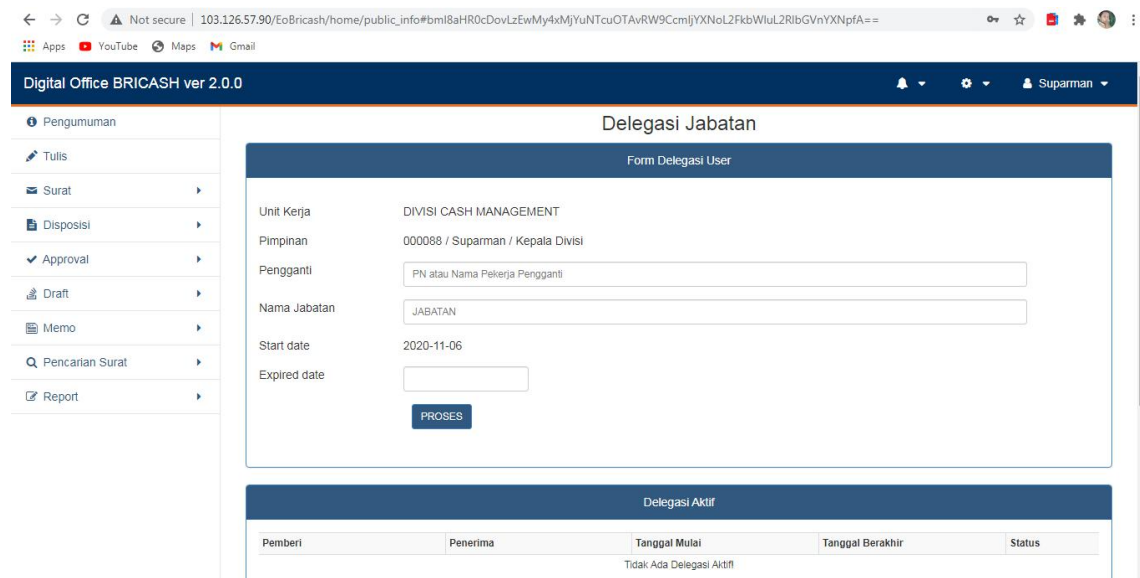 Not secure | 103.126.57.90/EoBricash/home/public_info#bml8aHR0cDovLzEwMy4xMjYuNTcuOTAvRW9CcmljYXNoL2FkbWluL2RlbGVnYXNpfA==
Apps YouTube Maps Gmail
Digital Office BRICASH ver 2.0.0
Suparman
Pengumuman
Tulis
Surat
Disposisi
Approval
Draft
Memo
Pencarian Surat
Report
Delegasi Jabatan
Form Delegasi User
Unit Kerja DIVISI CASH MANAGEMENT
Pimpinan 000088 / Suparman / Kepala Divisi
Pengganti PN atau Nama Pekerja Pengganti
Nama Jabatan JABATAN
Start date 2020-11-06
Expired date
PROSES
Delegasi Aktif
Pemberi Penerima Tanggal Mulai Tanggal Berakhir Status
Tidak Ada Delegasi Aktif!